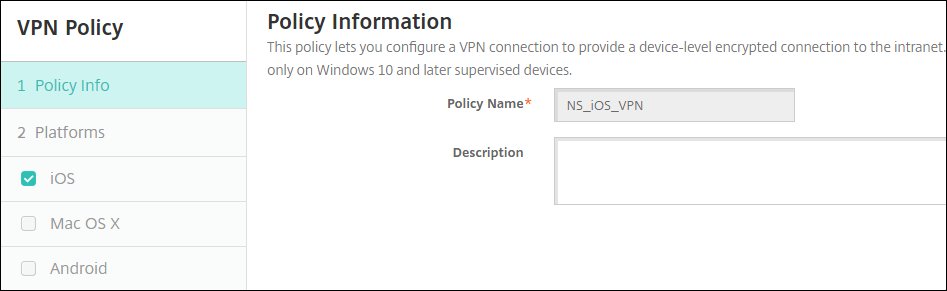 VPN Policy
1 Policy Info
2 Platforms
iOS
Mac OS X
Android
Policy Information
This policy lets you configure a VPN connection to provide a device-level encrypted connection to the intranet.
only on Windows 10 and later supervised devices.
Policy Name*
NS_iOS_VPN
Description